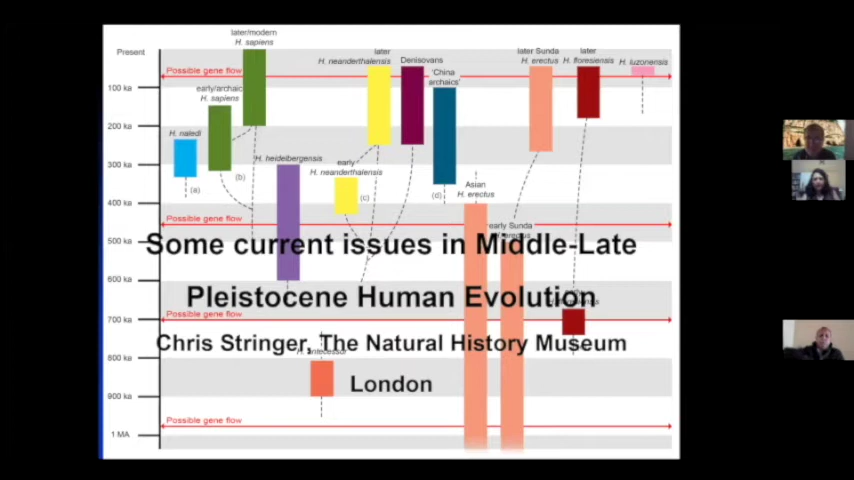 later/modern
H. sapiens
Present
later
H. neanderthalensis
Denisovans
later Sunda
H. erectus
later
H. floresiensis
H. luzonensis
Possible gene flow
'China
archaics'
100 ka
early/archaic
H. sapiens
200 ka
H. naledi
H. heidelbergensis
early
H. neanderthalensis
300 ka
(a)
(b)
(c)
(d)
Asian
H. erectus
400 ka
Possible gene flow
early Sunda
500 ka
Some current issues in Middle-Late
600 ka
Pleistocene Human Evolution
Possible gene flow
700 ka
Chris Stringer, The Natural History Museum
H. antecessor
800 ka
London
900 ka
Possible gene flow
1 MA